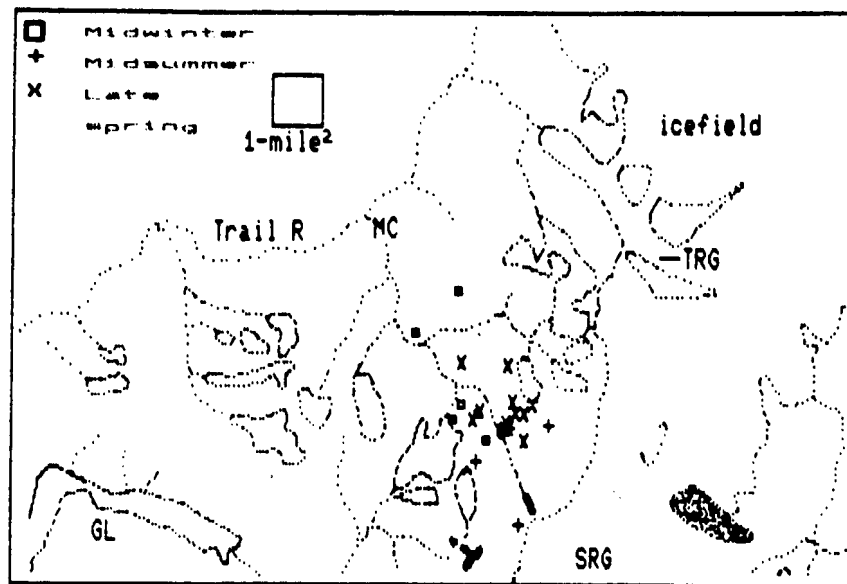 Midwinter
Midsummer
Late
spring
1-mile²
icefield
Trail R
MC
TRG
GL
SRG